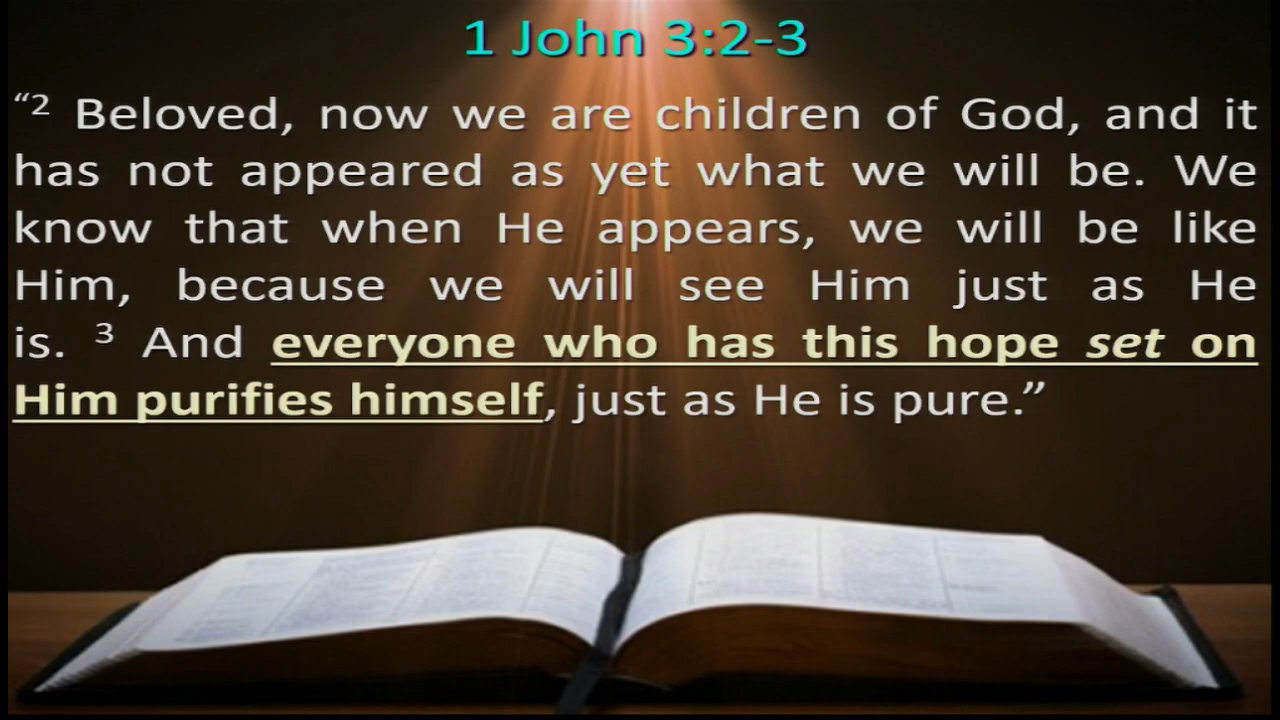 1 John 3:2-3
“² Beloved, now we are children of God, and it
has not appeared as yet what we will be. We
know that when He appears, we will be like
Him, because we will see Him just as He
is. ³ And everyone who has this hope set on
Him purifies himself, just as He is pure.”